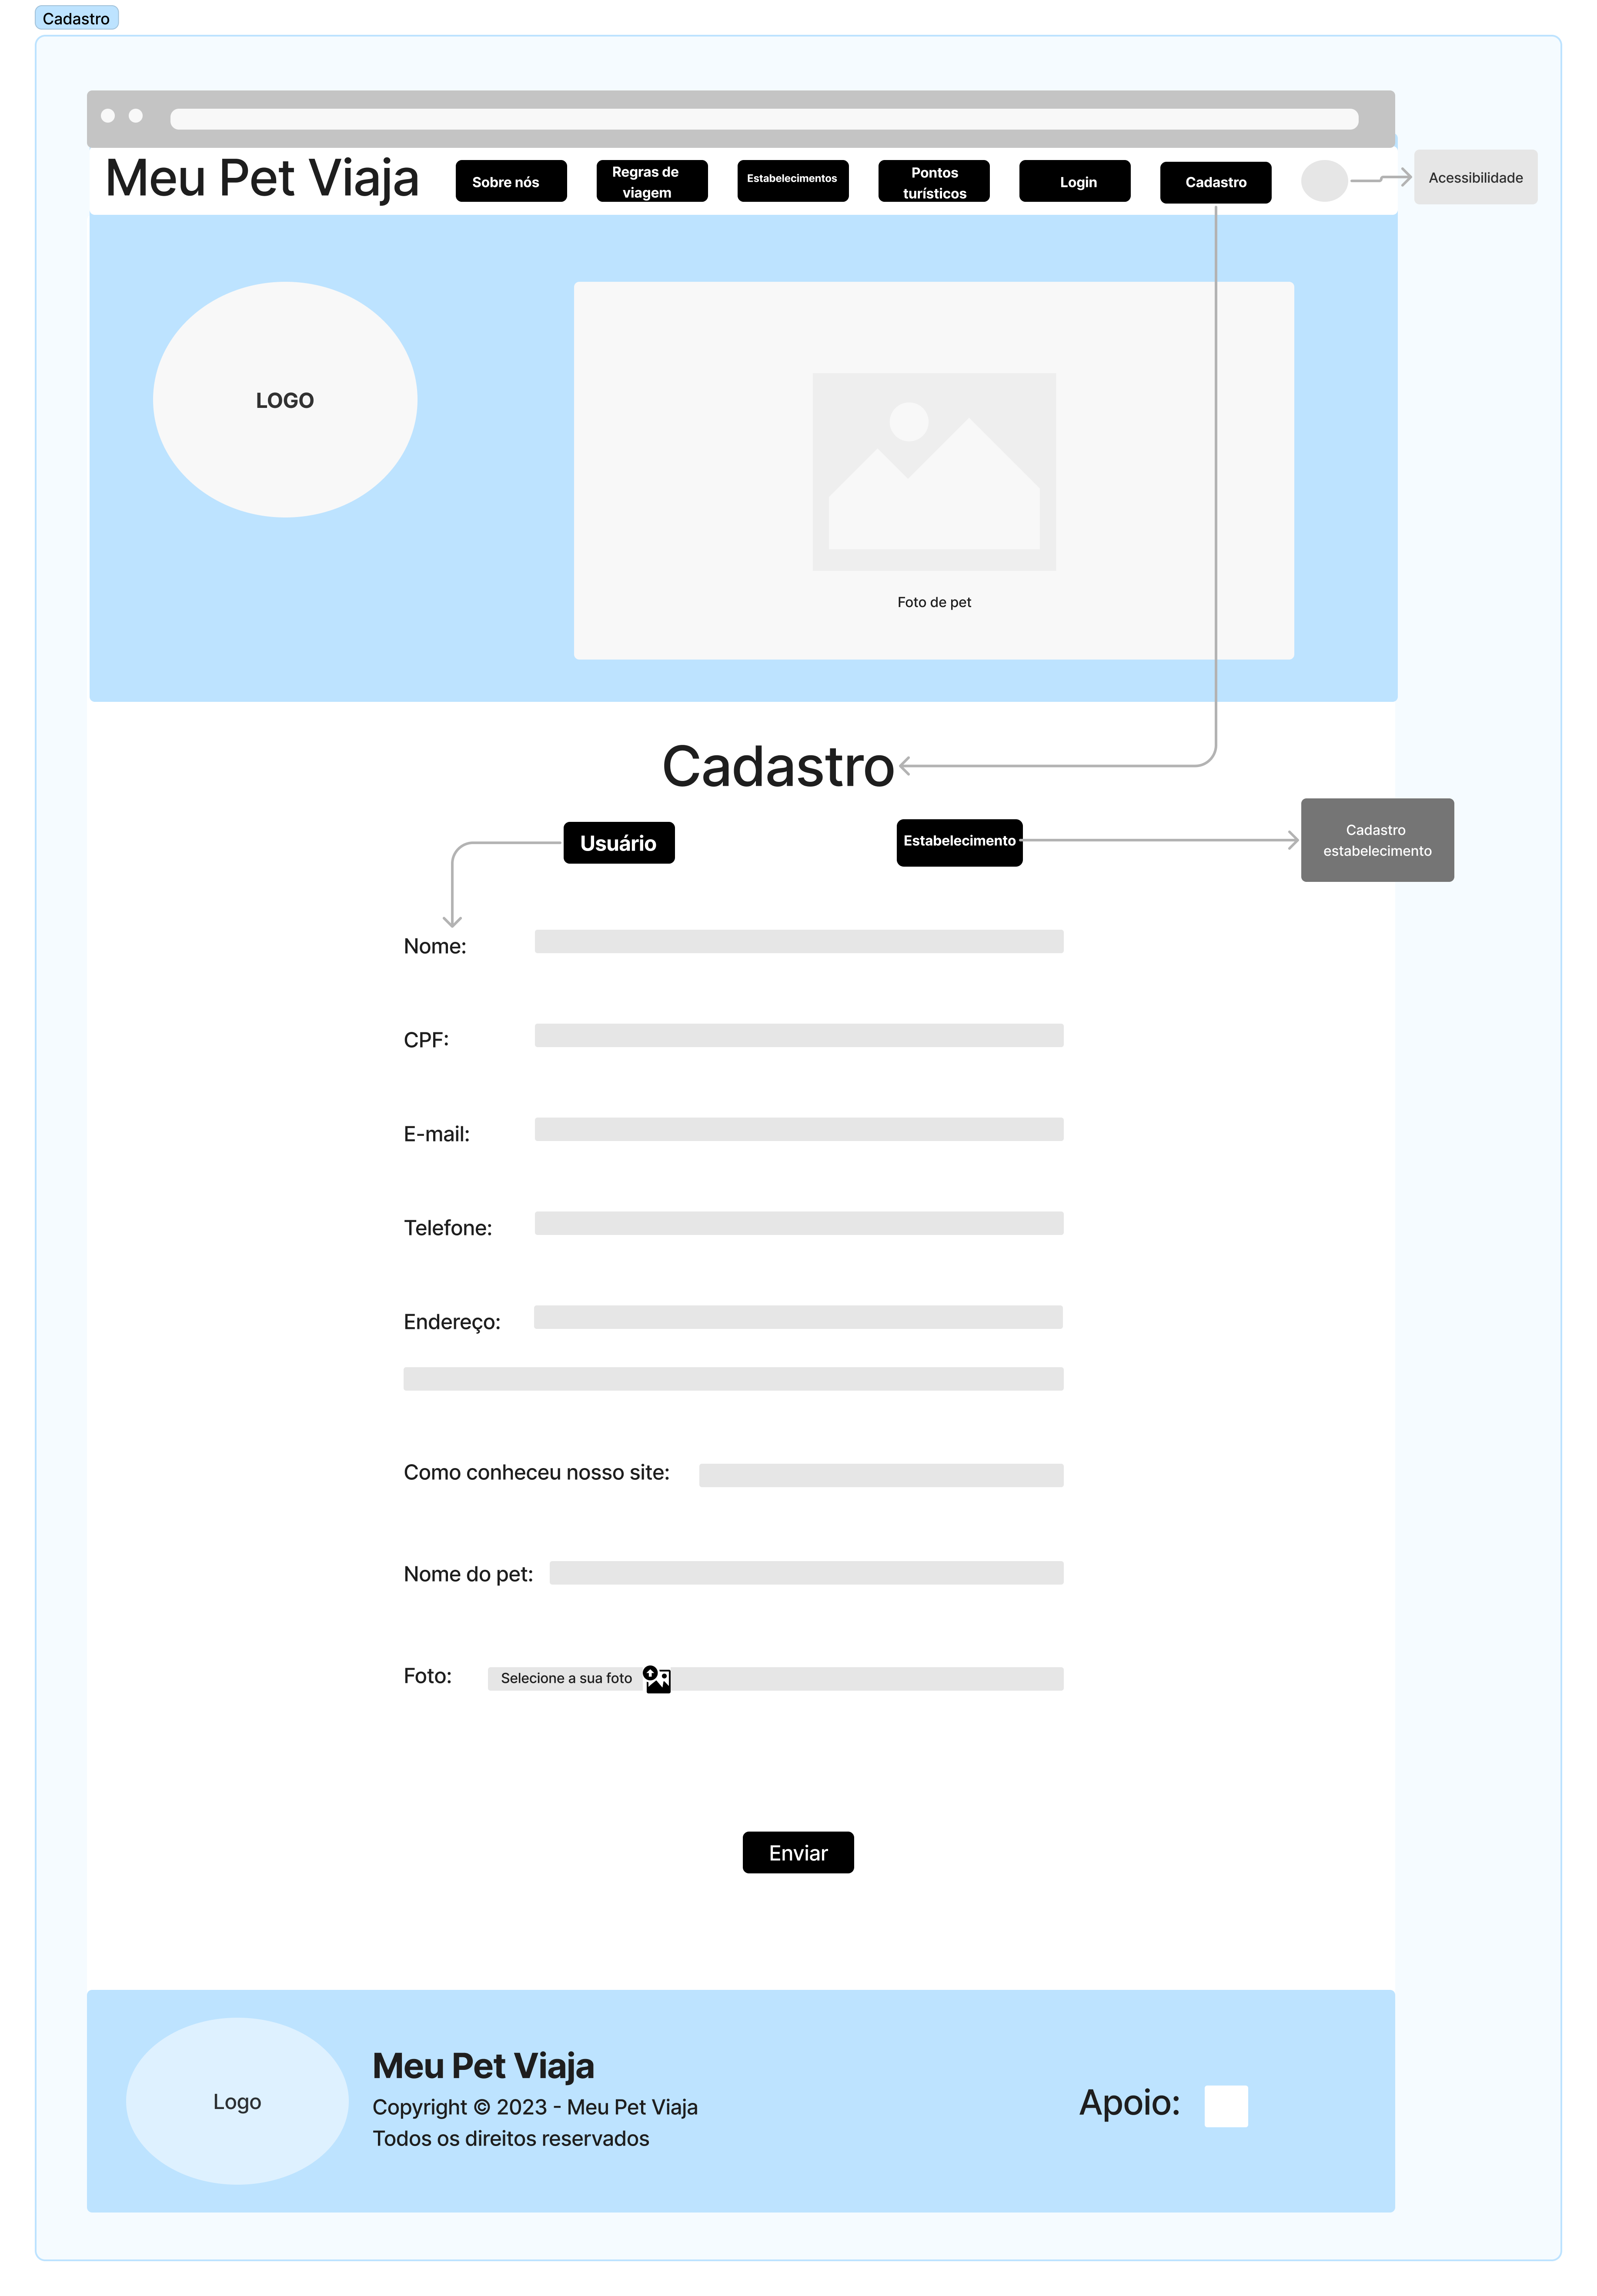 Cadastro
Meu Pet Viaja
Sobre nós
Regras de
viagem
Estabelecimentos
Pontos
turísticos
Login
Cadastro
Acessibilidade
LOGO
Foto de pet
Cadastro
Usuário
Estabelecimento
Cadastro
estabelecimento
Nome:
CPF:
E-mail:
Telefone:
Endereço:
Como conheceu nosso site:
Nome do pet:
Foto:
Selecione a sua foto
Enviar
Logo
Meu Pet Viaja
Copyright © 2023 - Meu Pet Viaja
Todos os direitos reservados
Apoio: